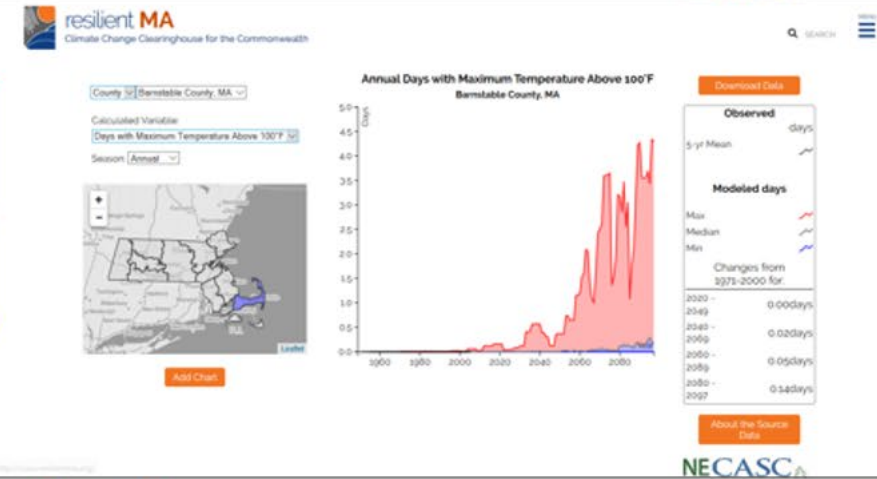 resilient MA
Climate Change Clearinghouse for the Commonwealth
SEARCH
MENU
County Barnstable County, MA
Calculated Variable:
Days with Maximum Temperature Above 100°F
Season: Annual
+
-
Leaflet
Add Chart
Annual Days with Maximum Temperature Above 100°F
Barnstable County, MA
Days
5.0
4.5
4.0
3.5
3.0
2.5
2.0
1.5
1.0
0.5
0.0
1960 1980 2000 2020 2040 2060 2080
Download Data
Observed
days
5-yr Mean
Modeled days
Max
Median
Min
Changes from
1971-2000 for:
2020 -
2049 0.00days
2040 -
2069 0.02days
2060 -
2089 0.05days
2080 -
2097 0.14days
About the Source
Data
NECASC